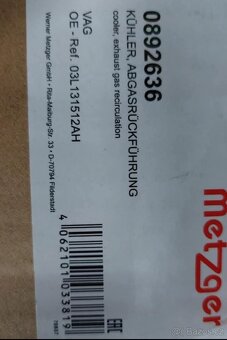 0892636
KÜHLER, ABGASRÜCKFÜHRUNG
cooler, exhaust gas recirculation
VAG
OE - Ref. 03L131512AH
Werner Metzger GmbH • Rita-Maiburg-Str. 33 • D-70794 Filderstadt
metzger
4 062101 033819
EAC